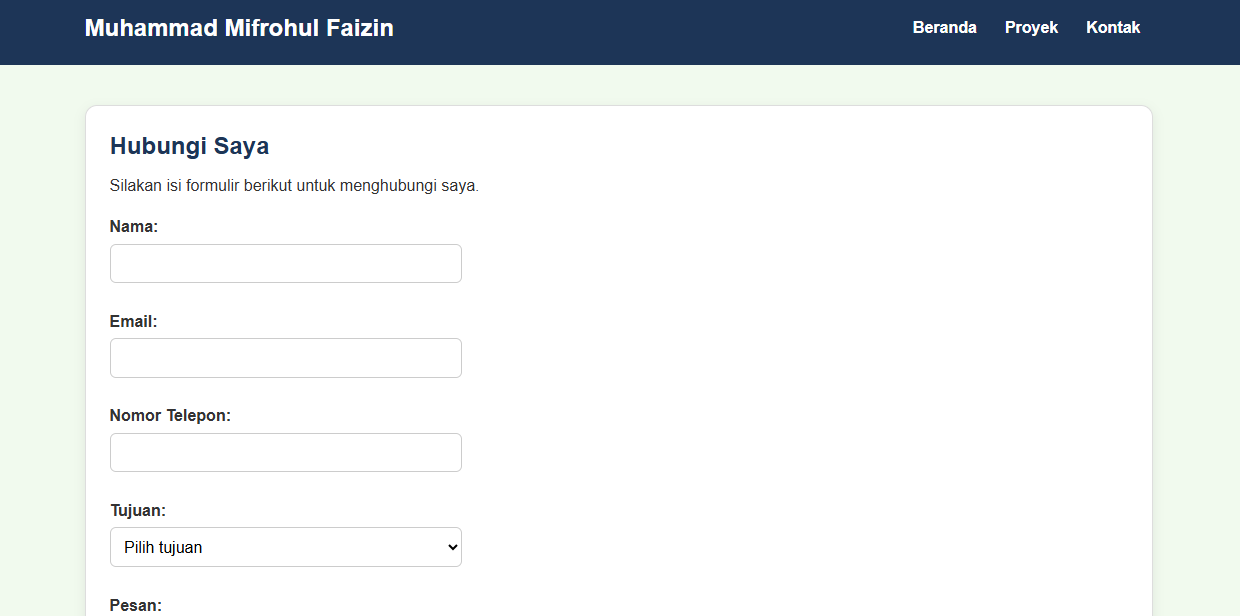 Muhammad Mifrohul Faizin
Beranda Proyek Kontak
Hubungi Saya
Silakan isi formulir berikut untuk menghubungi saya.
Nama:
Email:
Nomor Telepon:
Tujuan:
Pilih tujuan
Pesan: